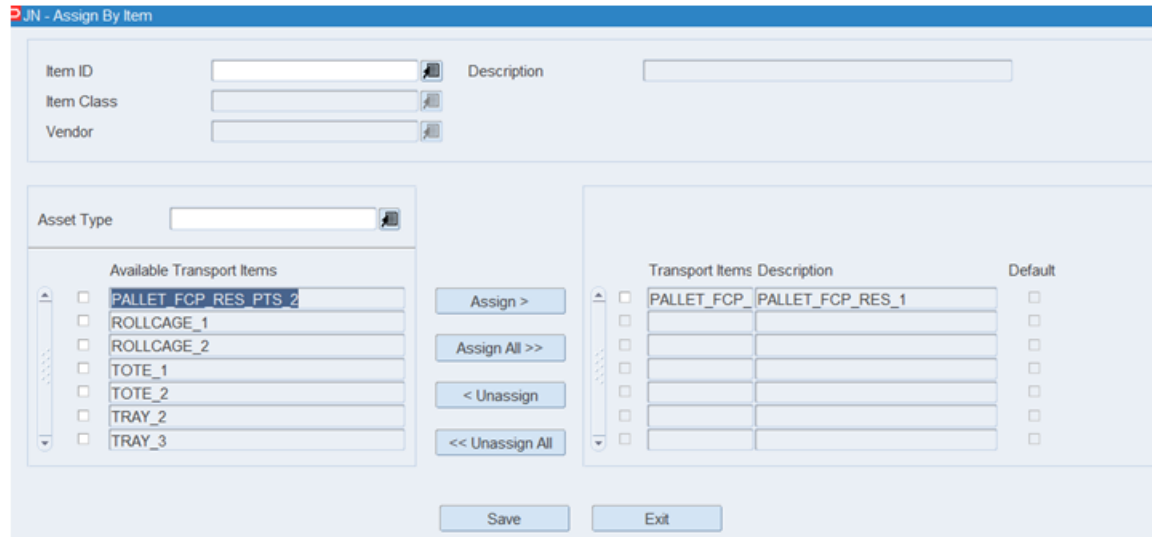 JN - Assign By Item
Item ID
Description
Item Class
Vendor
Asset Type
Available Transport Items
Transport Items Description Default
PALLET_FCP_RES_PTS_2
Assign >
PALLET_FCP_ PALLET_FCP_RES_1
ROLLCAGE_1
ROLLCAGE_2
Assign All >>
TOTE_1
TOTE_2
< Unassign
TRAY_2
TRAY_3
<< Unassign All
Save
Exit